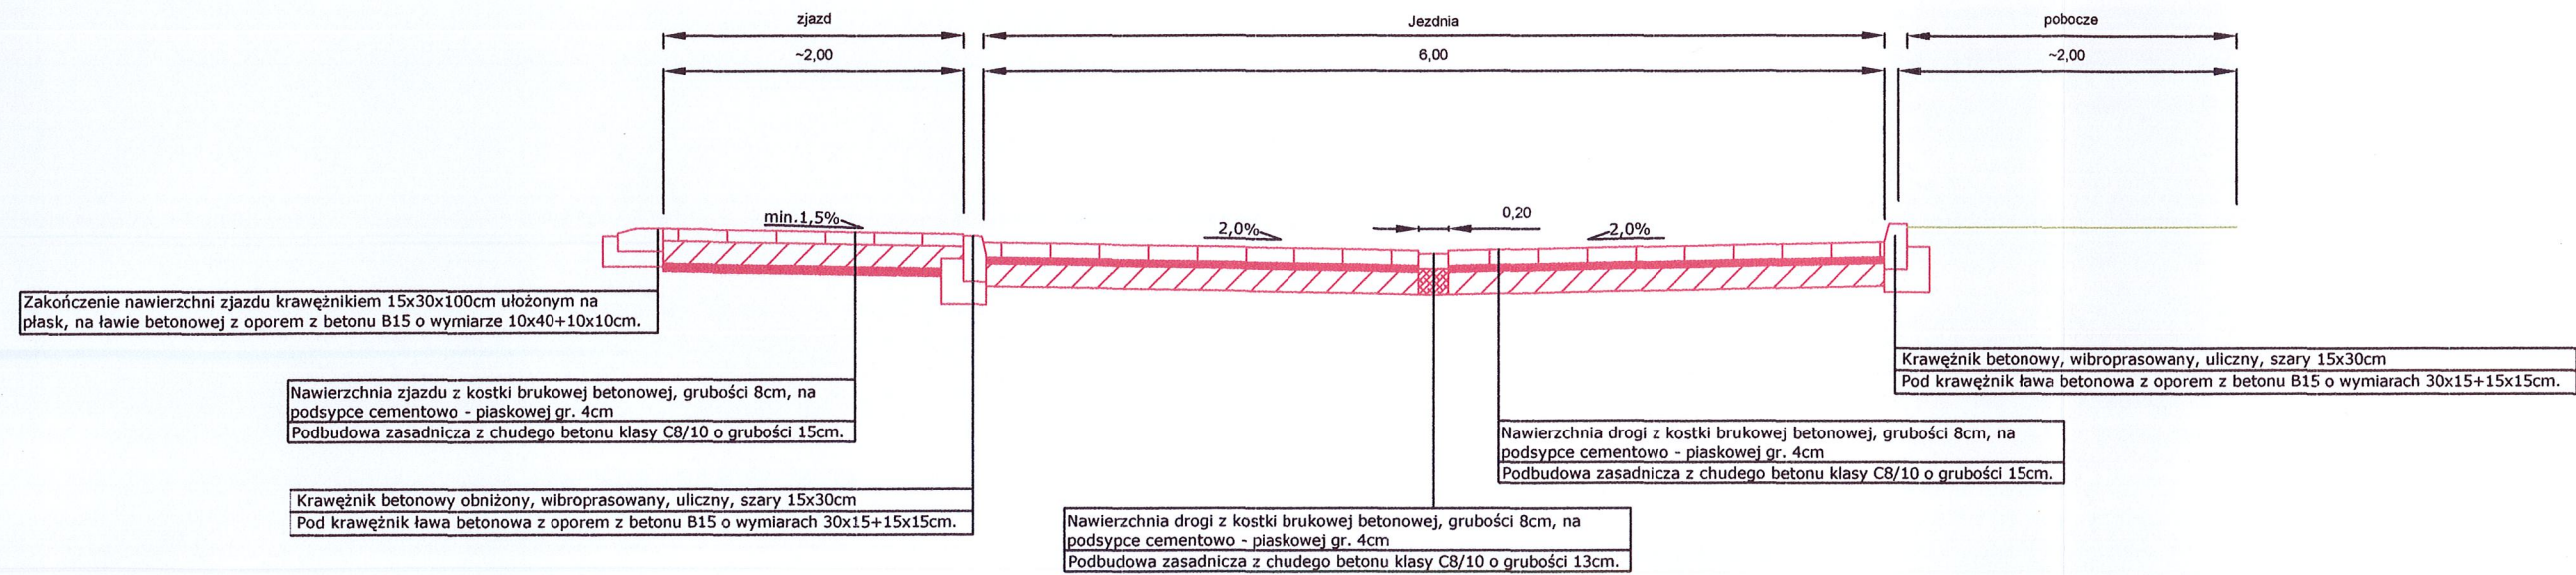 zjazd
Jezdnia
pobocze
~2,00
6,00
~2,00
min.1,5%
2,0%
0,20
2,0%
Zakończenie nawierzchni zjazdu krawężnikiem 15x30x100cm ułożonym na
płask, na ławie betonowej z oporem z betonu B15 o wymiarze 10x40+10x10cm.
Krawężnik betonowy, wibroprasowany, uliczny, szary 15x30cm
Pod krawężnik ława betonowa z oporem z betonu B15 o wymiarach 30x15+15x15cm.
Nawierzchnia zjazdu z kostki brukowej betonowej, grubości 8cm, na
podsypce cementowo - piaskowej gr. 4cm
Podbudowa zasadnicza z chudego betonu klasy C8/10 o grubości 15cm.
Nawierzchnia drogi z kostki brukowej betonowej, grubości 8cm, na
podsypce cementowo - piaskowej gr. 4cm
Podbudowa zasadnicza z chudego betonu klasy C8/10 o grubości 15cm.
Krawężnik betonowy obniżony, wibroprasowany, uliczny, szary 15x30cm
Pod krawężnik ława betonowa z oporem z betonu B15 o wymiarach 30x15+15x15cm.
Nawierzchnia drogi z kostki brukowej betonowej, grubości 8cm, na
podsypce cementowo - piaskowej gr. 4cm
Podbudowa zasadnicza z chudego betonu klasy C8/10 o grubości 13cm.